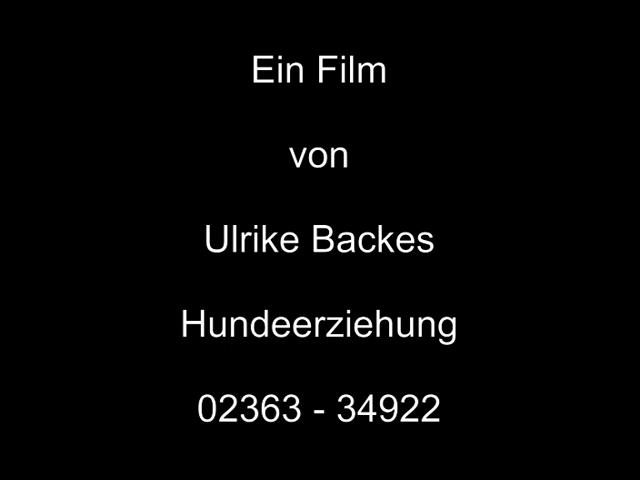 Ein Film
von
Ulrike Backes
Hundeerziehung
02363 - 34922